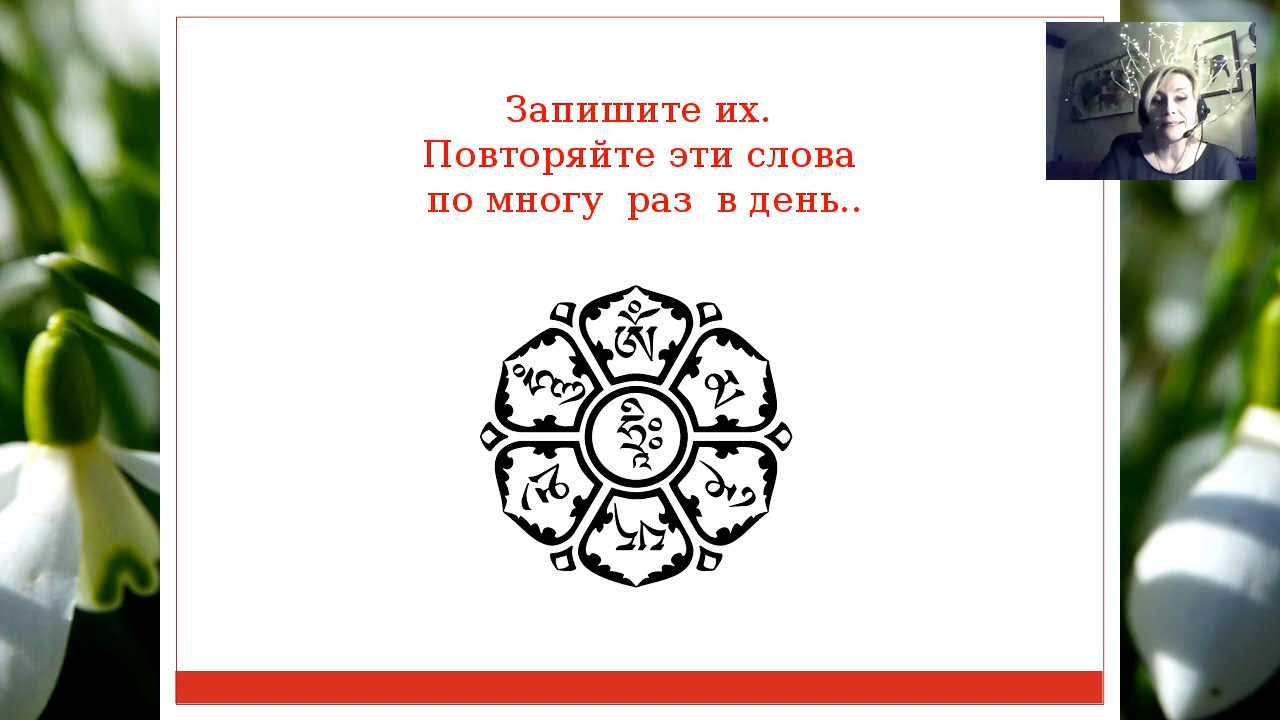 Запишите их.
Повторяйте эти слова
по многу  раз  в день..
ༀ
མ
ཎི
པ
དྨེ
ཧཱུྃ
ཧྲཱིཿ